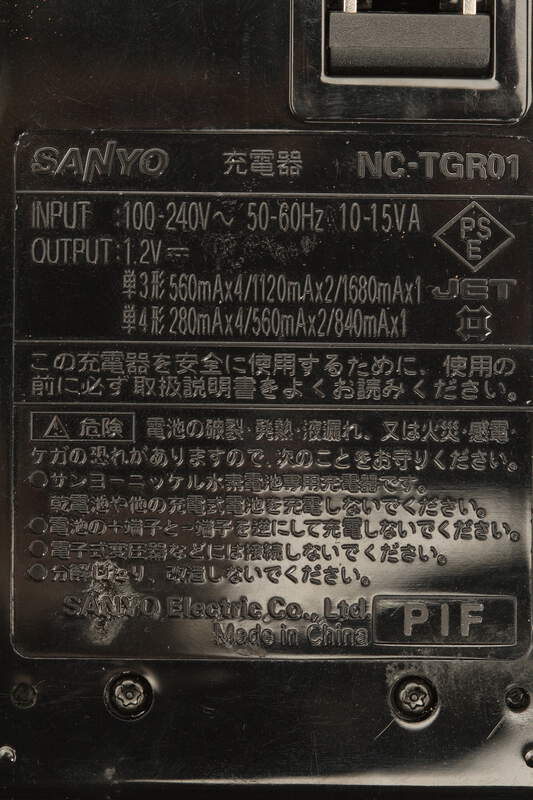 SANYO 充電器 NC-TGR01
INPUT :100-240V～ 50-60Hz 10-15VA
OUTPUT:1.2V⎓
単3形 560mAx4/1120mAx2/1680mAx1
単4形 280mAx4/560mAx2/840mAx1
PS
E
JET
この充電器を安全に使用するために、使用の
前に必ず取扱説明書をよくお読みください。
⚠ 危険 電池の破裂・発熱・液漏れ、又は火災・感電・
ケガの恐れがありますので、次のことをお守りください。
サンヨーニッケル水素電池専用充電器です。
乾電池や他の充電式電池を充電しないでください。
電池の+端子と-端子を逆にして充電しないでください。
電子式変圧器などには接続しないでください。
分解したり、改造しないでください。
SANYO Electric Co., Ltd
Made in China
PIF